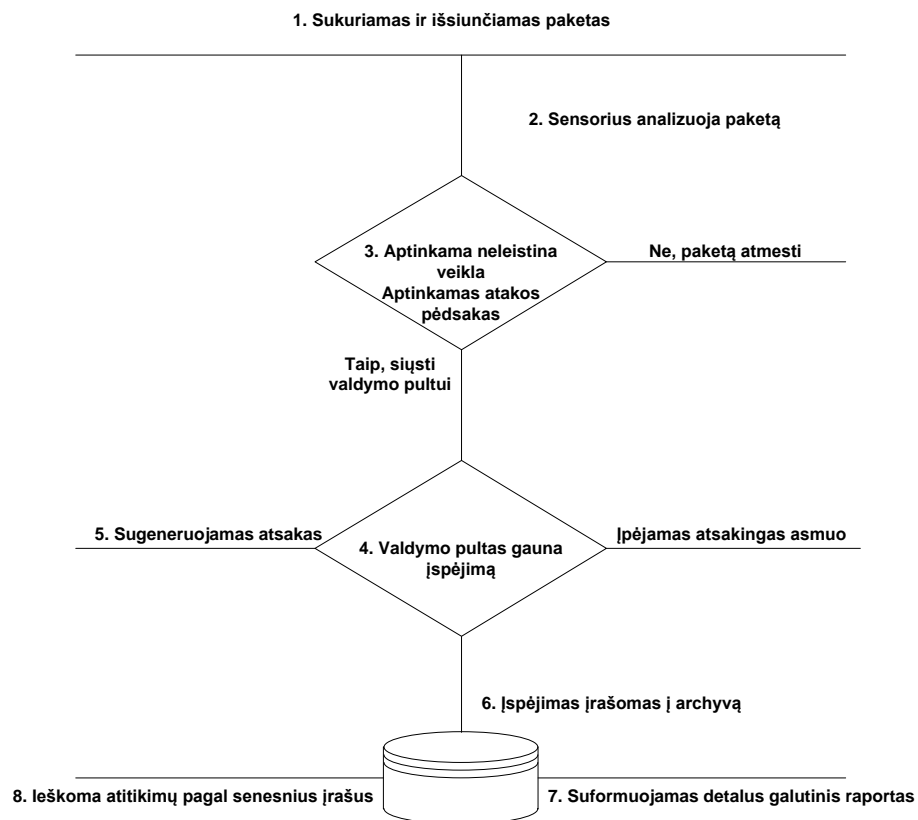 1. Sukuriamas ir išsiunčiamas paketas
2. Sensorius analizuoja paketą
3. Aptinkama neleistina
veikla
Aptinkamas atakos
pėdsakas
Ne, paketą atmesti
Taip, siųsti
valdymo pultui
5. Sugeneruojamas atsakas
4. Valdymo pultas gauna
įspėjimą
Įpėjamas atsakingas asmuo
6. Įspėjimas įrašomas į archyvą
8. Ieškoma atitikimų pagal senesnius įrašus
7. Suformuojamas detalus galutinis raportas